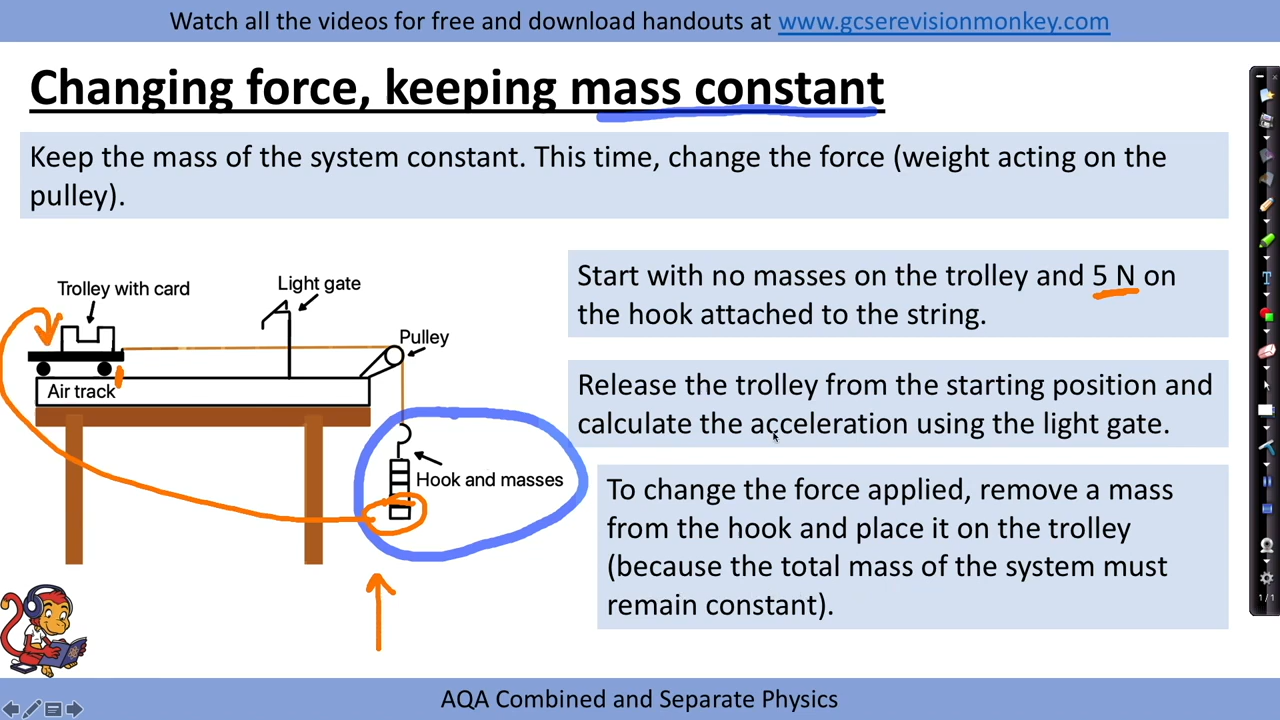 Watch all the videos for free and download handouts at www.gcserevisionmonkey.com
Changing force, keeping mass constant
Keep the mass of the system constant. This time, change the force (weight acting on the
pulley).
Trolley with card
Light gate
Pulley
Air track
Hook and masses
Start with no masses on the trolley and 5 N on
the hook attached to the string.
Release the trolley from the starting position and
calculate the acceleration using the light gate.
To change the force applied, remove a mass
from the hook and place it on the trolley
(because the total mass of the system must
remain constant).
T
1/1
AQA Combined and Separate Physics